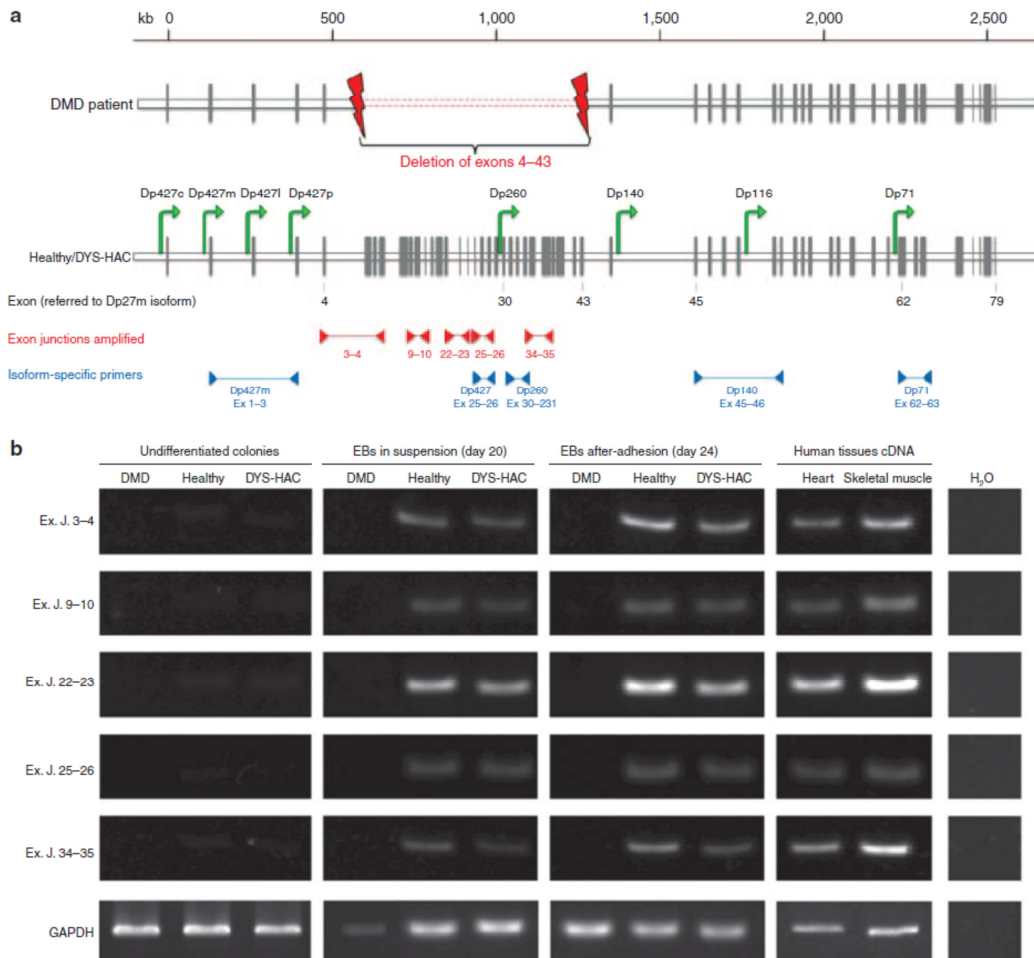 a
kb 0 500 1,000 1,500 2,000 2,500
DMD patient
Deletion of exons 4–43
Dp427c Dp427m Dp427l Dp427p Dp260 Dp140 Dp116 Dp71
Healthy/DYS-HAC
Exon (referred to Dp27m isoform) 4 30 43 45 62 79
Exon junctions amplified
3–4 9–10 22–23 25–26 34–35
Isoform-specific primers
Dp427m Dp427 Dp260 Dp140 Dp71
Ex 1–3 Ex 25–26 Ex 30–231 Ex 45–46 Ex 62–63
b
Undifferentiated colonies EBs in suspension (day 20) EBs after-adhesion (day 24) Human tissues cDNA
DMD Healthy DYS-HAC DMD Healthy DYS-HAC DMD Healthy DYS-HAC Heart Skeletal muscle H2O
Ex. J. 3–4
Ex. J. 9–10
Ex. J. 22–23
Ex. J. 25–26
Ex. J. 34–35
GAPDH